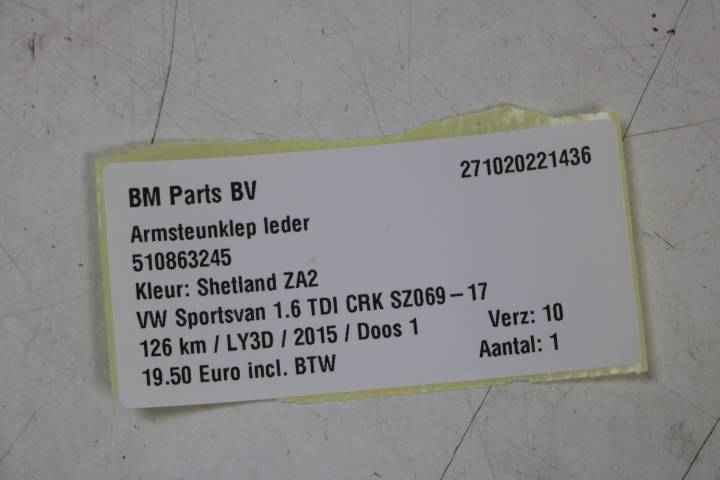 BM Parts BV 271020221436
Armsteunklep leder
510863245
Kleur: Shetland ZA2
VW Sportsvan 1.6 TDI CRK SZ069-17
126 km / LY3D / 2015 / Doos 1 Verz: 10
19.50 Euro incl. BTW Aantal: 1